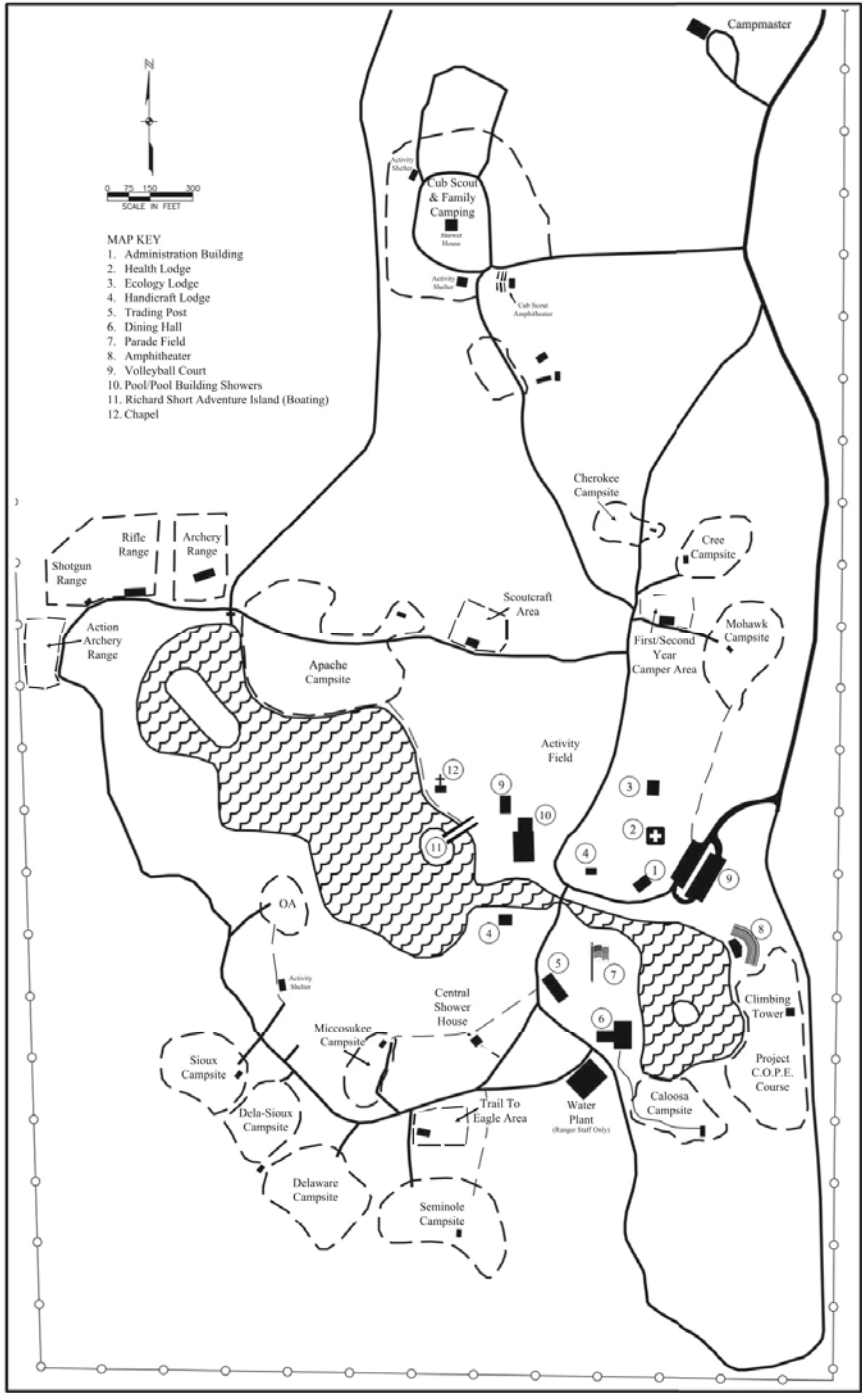 Campmaster
N
0 75 150 300
SCALE IN FEET
MAP KEY
1. Administration Building
2. Health Lodge
3. Ecology Lodge
4. Handicraft Lodge
5. Trading Post
6. Dining Hall
7. Parade Field
8. Amphitheater
9. Volleyball Court
10. Pool/Pool Building Showers
11. Richard Short Adventure Island (Boating)
12. Chapel
Activity
Shelter
Cub Scout
& Family
Camping
Shower
House
Activity
Shelter
Cub Scout
Amphitheater
Cherokee
Campsite
Cree
Campsite
Rifle
Range
Archery
Range
Shotgun
Range
Action
Archery
Range
Scoutcraft
Area
First/Second
Year
Camper Area
Mohawk
Campsite
Apache
Campsite
Activity
Field
12
9
10
11
3
2
4
1
9
OA
4
5
7
8
6
Activity
Shelter
Central
Shower
House
Climbing
Tower
Miccosukee
Campsite
Sioux
Campsite
Project
C.O.P.E.
Course
Dela-Sioux
Campsite
Trail To
Eagle Area
Water
Plant
(Ranger Staff Only)
Caloosa
Campsite
Delaware
Campsite
Seminole
Campsite